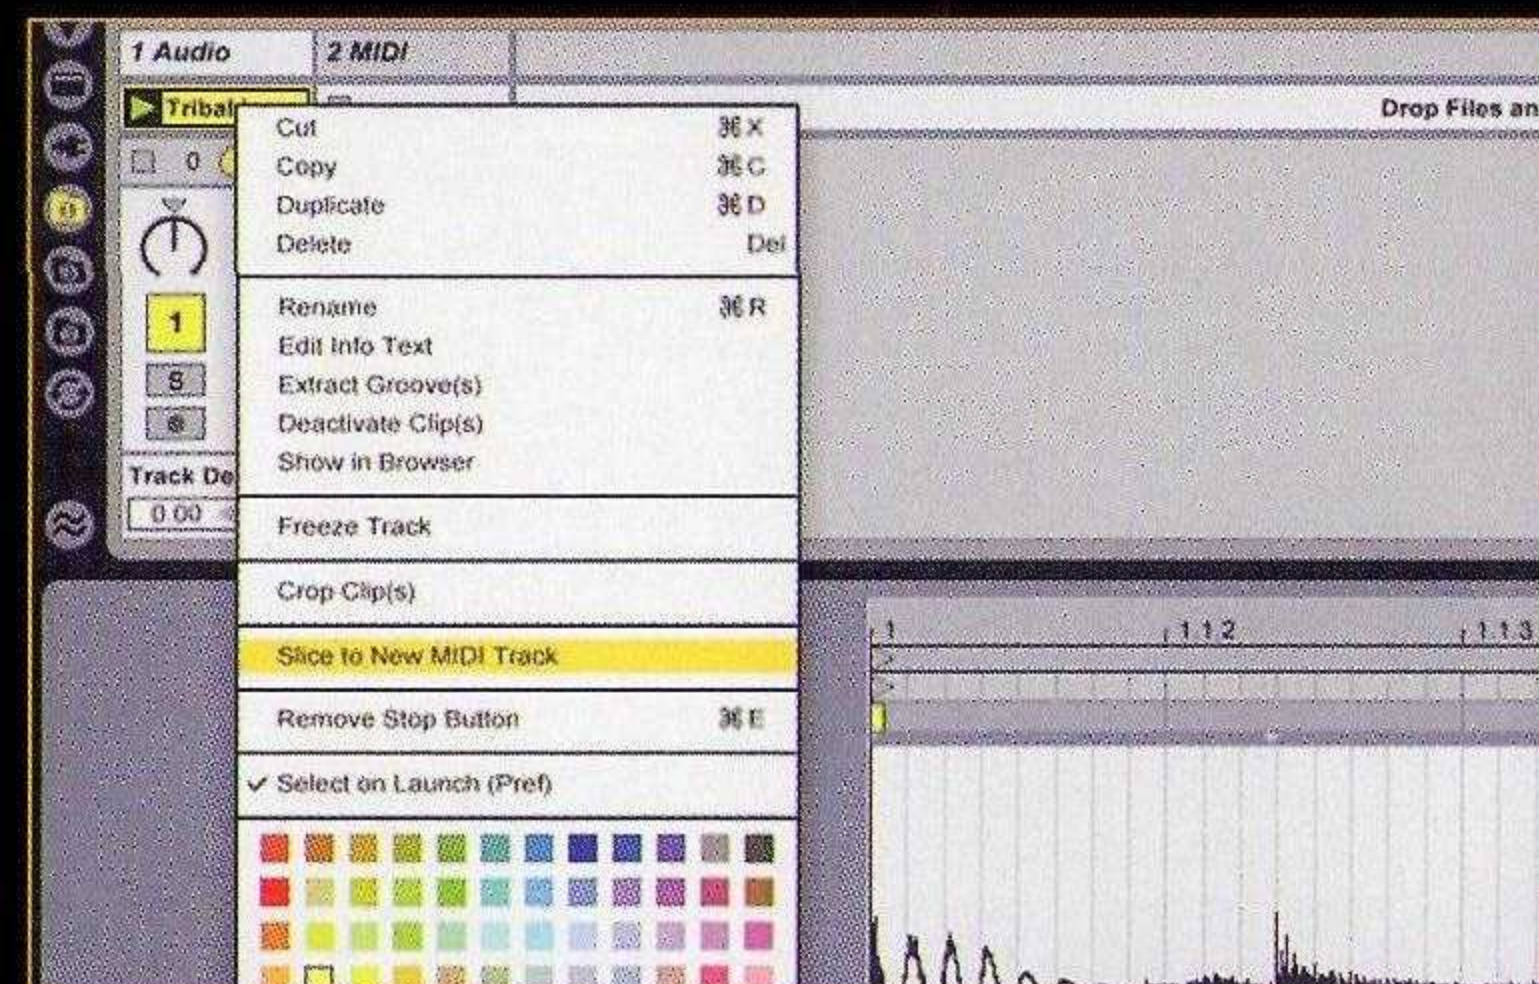 1 Audio
2 MIDI
Tribal
Drop Files an
0
Cut ⌘ X
Copy ⌘ C
Duplicate ⌘ D
Delete Del
Rename ⌘ R
Edit Info Text
Extract Groove(s)
Deactivate Clip(s)
Show in Browser
1
S
Track De
0.00
Freeze Track
Crop Clip(s)
Slice to New MIDI Track
Remove Stop Button ⌘ E
✓ Select on Launch (Pref)
1 1.1.2 1.1.3